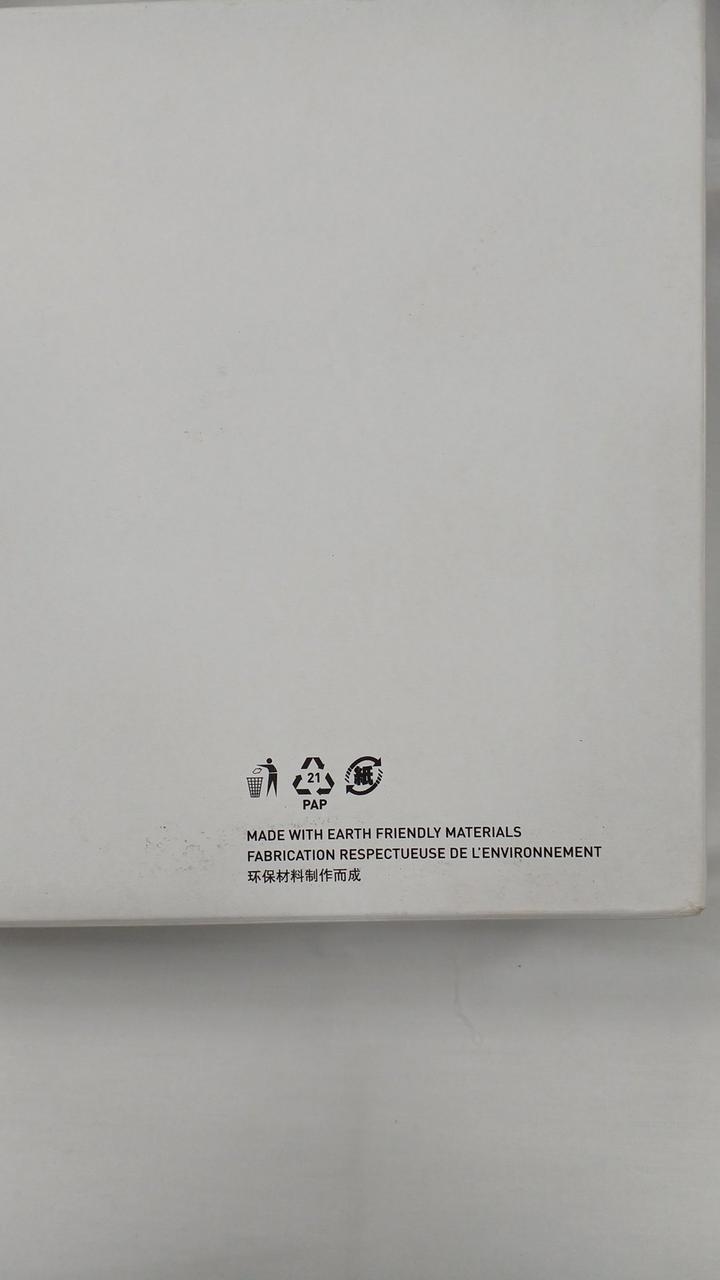 21 紙
PAP
MADE WITH EARTH FRIENDLY MATERIALS
FABRICATION RESPECTUEUSE DE L'ENVIRONNEMENT
环保材料制作而成